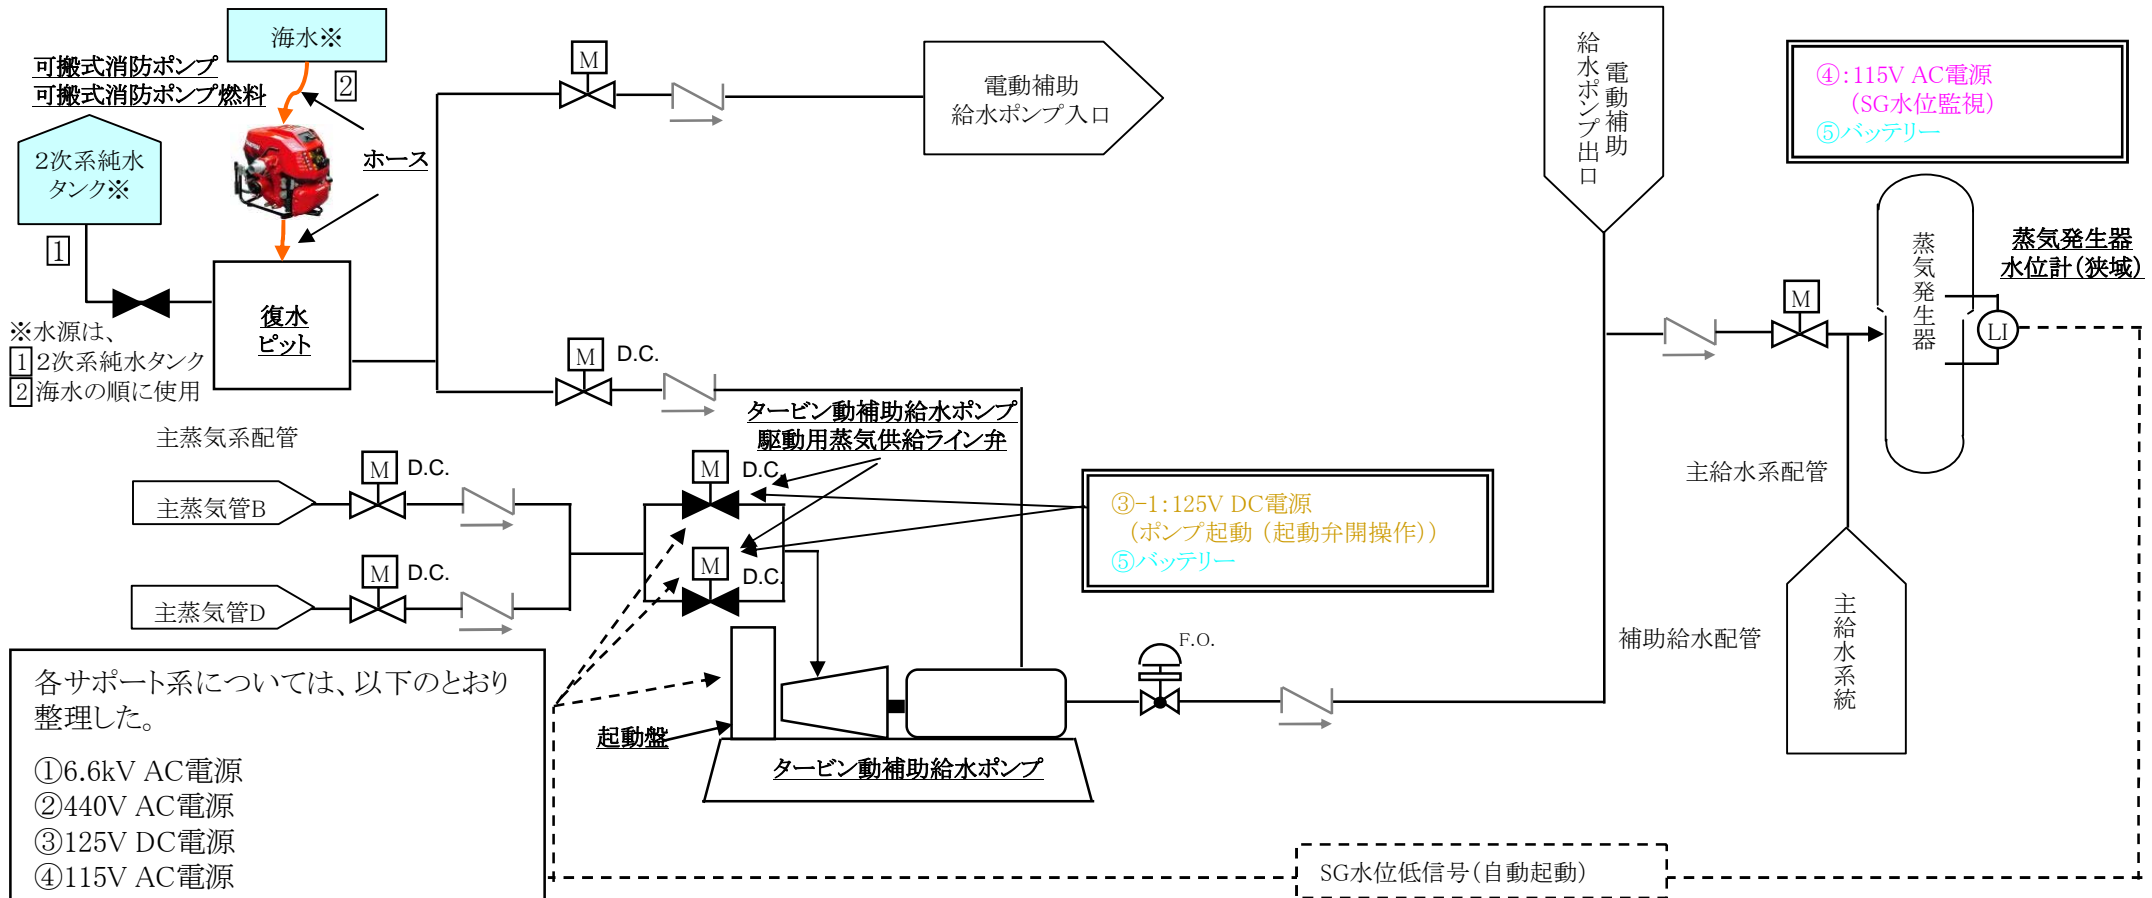 海水※
可搬式消防ポンプ
可搬式消防ポンプ燃料
2
2次系純水
タンク※
ホース
1
復水
ピット
※水源は、
1 2次系純水タンク
2 海水の順に使用
M
電動補助
給水ポンプ入口
M D.C.
電動補助
給水ポンプ出口
④:115V AC電源
(SG水位監視)
⑤バッテリー
蒸気発生器
蒸気発生器
水位計(狭域)
M
LI
主蒸気系配管
主蒸気管B
M D.C.
主蒸気管D
M D.C.
タービン動補助給水ポンプ
駆動用蒸気供給ライン弁
M D.C.
M D.C.
③-1:125V DC電源
(ポンプ起動(起動弁開操作))
⑤バッテリー
主給水系配管
補助給水配管
主給水系統
F.O.
起動盤
タービン動補助給水ポンプ
各サポート系については、以下のとおり
整理した。
①6.6kV AC電源
②440V AC電源
③125V DC電源
④115V AC電源
SG水位低信号(自動起動)